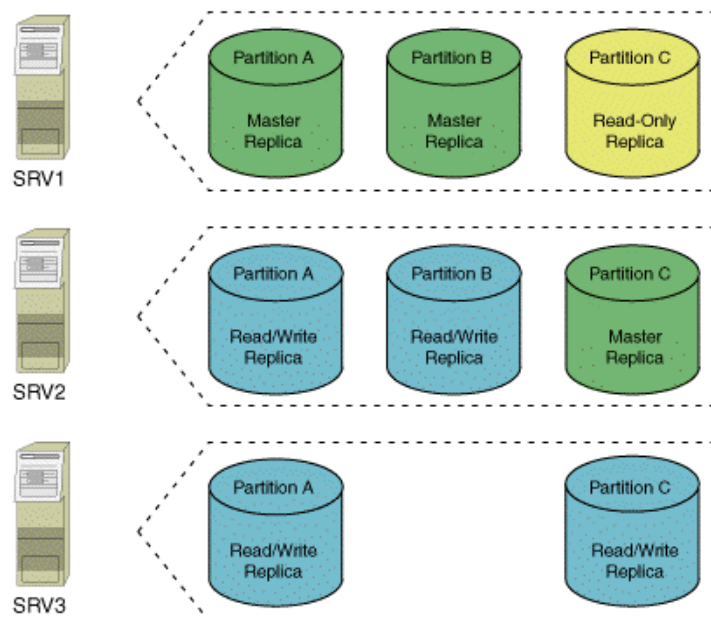 Partition A
Partition B
Partition C
Master
Replica
Master
Replica
Read-Only
Replica
SRV1
Partition A
Partition B
Partition C
Read/Write
Replica
Read/Write
Replica
Master
Replica
SRV2
Partition A
Partition C
Read/Write
Replica
Read/Write
Replica
SRV3